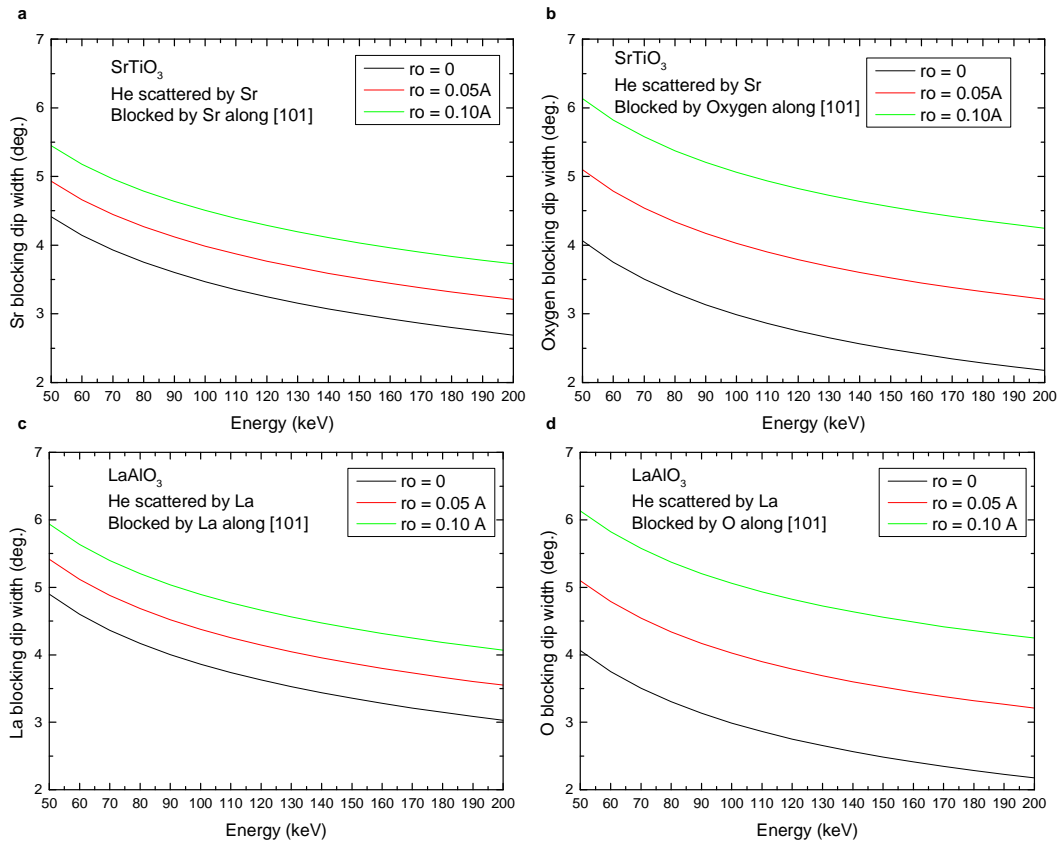 a
SrTiO₃
He scattered by Sr
Blocked by Sr along [101]
ro = 0
ro = 0.05A
ro = 0.10A
Sr blocking dip width (deg.)
7
6
5
4
3
2
50 60 70 80 90 100 110 120 130 140 150 160 170 180 190 200
Energy (keV)
b
SrTiO₃
He scattered by Sr
Blocked by Oxygen along [101]
ro = 0
ro = 0.05A
ro = 0.10A
Oxygen blocking dip width (deg.)
7
6
5
4
3
2
50 60 70 80 90 100 110 120 130 140 150 160 170 180 190 200
Energy (keV)
c
LaAlO₃
He scattered by La
Blocked by La along [101]
ro = 0
ro = 0.05 A
ro = 0.10 A
La blocking dip width (deg.)
7
6
5
4
3
2
50 60 70 80 90 100 110 120 130 140 150 160 170 180 190 200
Energy (keV)
d
LaAlO₃
He scattered by La
Blocked by O along [101]
ro = 0
ro = 0.05 A
ro = 0.10 A
O blocking dip width (deg.)
7
6
5
4
3
2
50 60 70 80 90 100 110 120 130 140 150 160 170 180 190 200
Energy (keV)